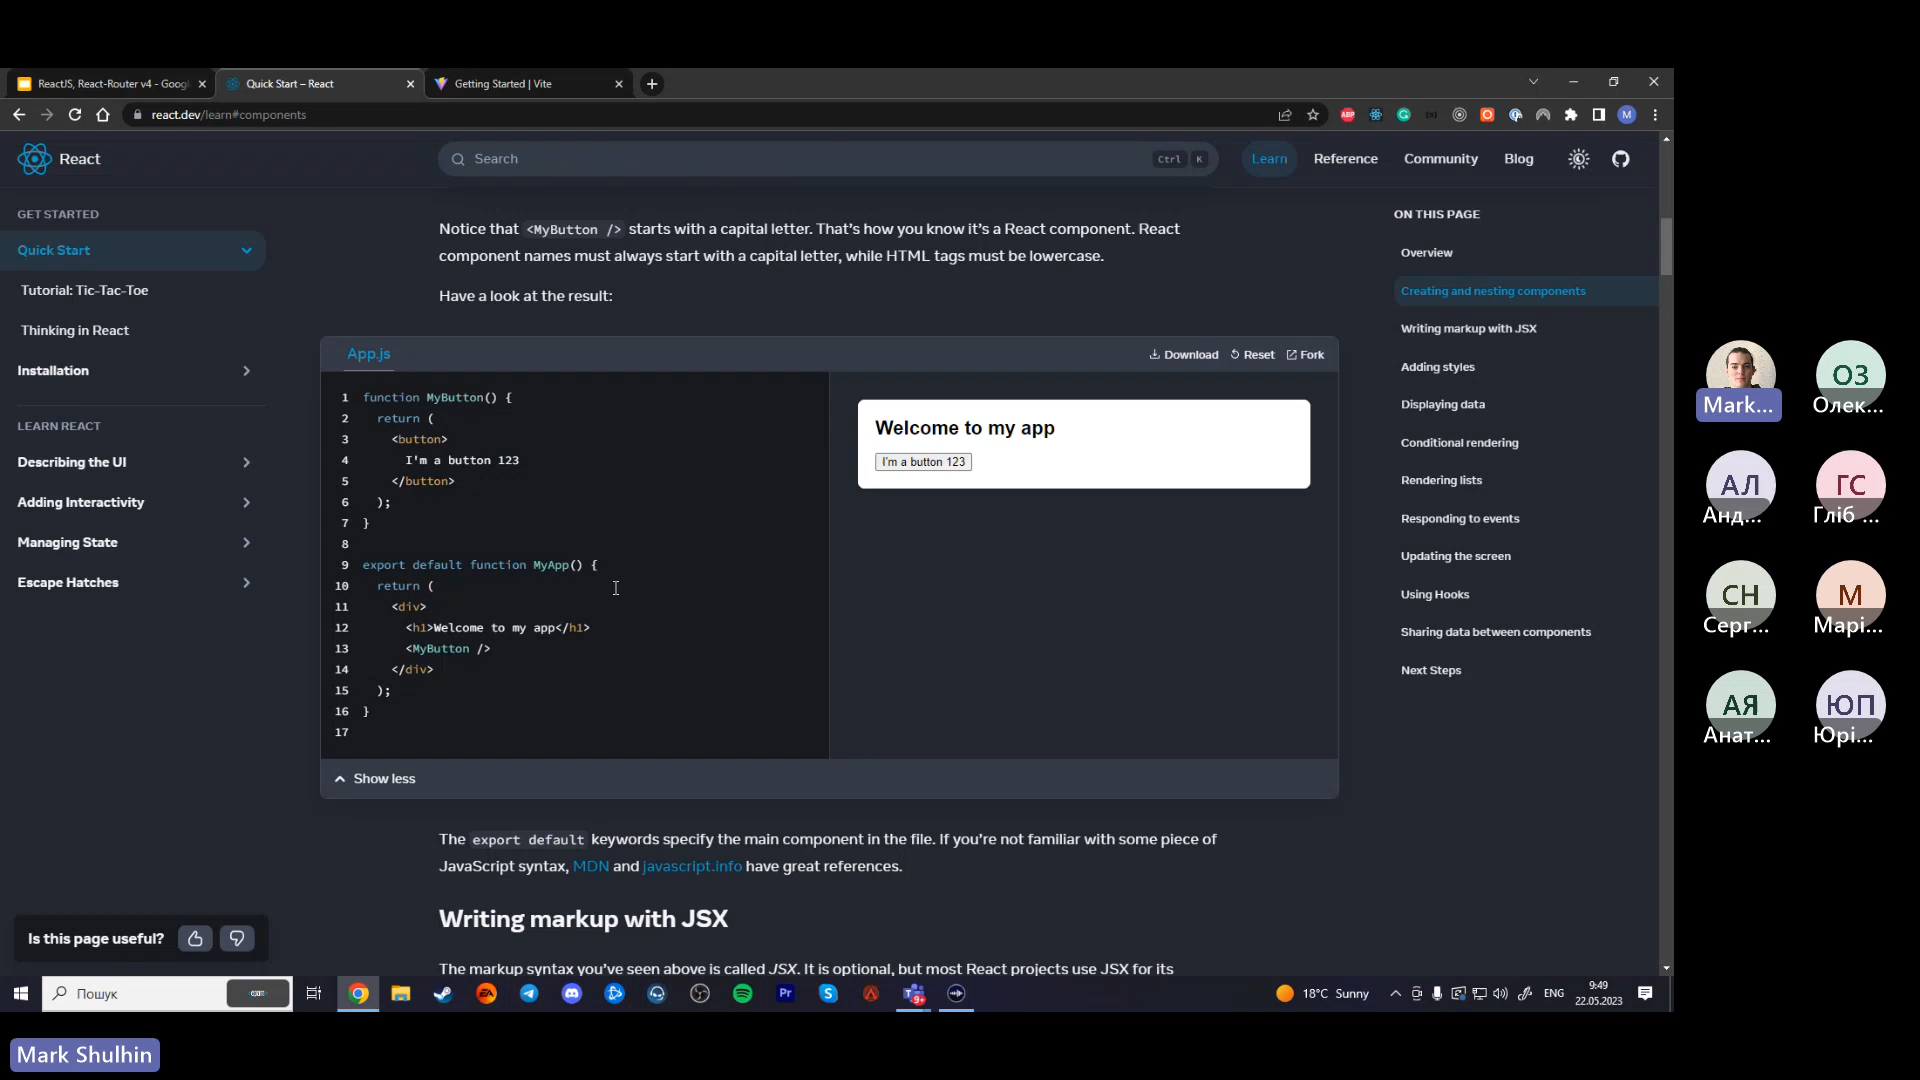 ReactJS, React-Router v4 - Googl
Quick Start – React
Getting Started | Vite
react.dev/learn#components
M
React
Search
Ctrl K
Learn
Reference
Community
Blog
GET STARTED
Quick Start
Tutorial: Tic-Tac-Toe
Thinking in React
Installation
LEARN REACT
Describing the UI
Adding Interactivity
Managing State
Escape Hatches
Is this page useful?
Notice that <MyButton /> starts with a capital letter. That’s how you know it’s a React component. React
component names must always start with a capital letter, while HTML tags must be lowercase.
Have a look at the result:
App.js
Download
Reset
Fork
1 function MyButton() {
2 return (
3 <button>
4 I'm a button 123
5 </button>
6 );
7 }
8
9 export default function MyApp() {
10 return (
11 <div>
12 <h1>Welcome to my app</h1>
13 <MyButton />
14 </div>
15 );
16 }
17
Welcome to my app
I'm a button 123
Show less
The export default keywords specify the main component in the file. If you’re not familiar with some piece of
JavaScript syntax, MDN and javascript.info have great references.
Writing markup with JSX
The markup syntax you’ve seen above is called JSX. It is optional, but most React projects use JSX for its
ON THIS PAGE
Overview
Creating and nesting components
Writing markup with JSX
Adding styles
Displaying data
Conditional rendering
Rendering lists
Responding to events
Updating the screen
Using Hooks
Sharing data between components
Next Steps
Mark...
ОЗ
Олек...
АЛ
Анд...
ГС
Гліб ...
СН
Серг...
М
Марі...
АЯ
Анат...
ЮП
Юрі...
Пошук
EA
Pr
S
9+
18°C Sunny
ENG
9:49
22.05.2023
Mark Shulhin